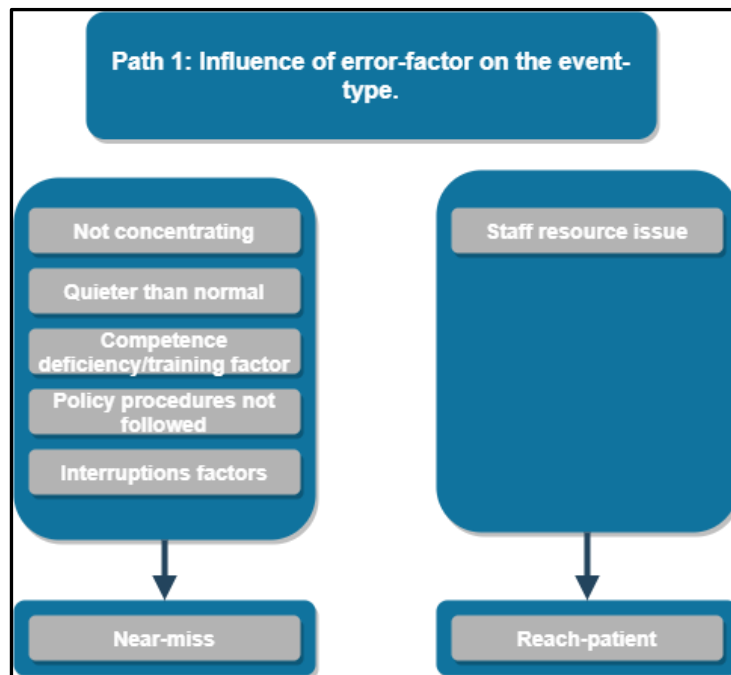 Path 1: Influence of error-factor on the event-
type.
Not concentrating
Quieter than normal
Competence
deficiency/training factor
Policy procedures not
followed
Interruptions factors
Near-miss
Staff resource issue
Reach-patient